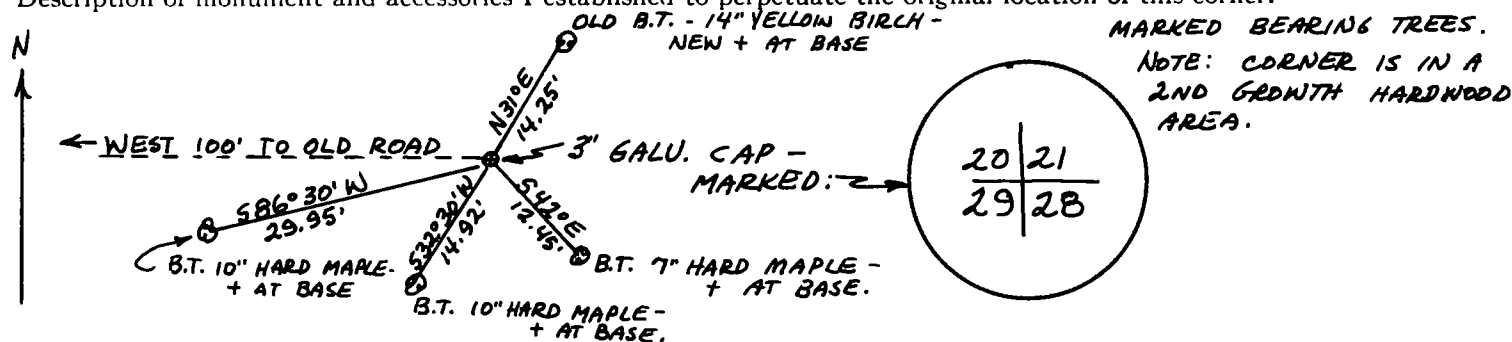 Description of monument and accessories I established to perpetuate the original location of this corner:
OLD B.T. - 14" YELLOW BIRCH -
NEW + AT BASE
MARKED BEARING TREES.
NOTE: CORNER IS IN A
2ND GROWTH HARDWOOD
AREA.
N
N31°E
14.25'
WEST 100' TO OLD ROAD
3" GALV. CAP -
MARKED:
20 21
29 28
S86°30'W
29.95'
S32°30'W
14.92'
S42°E
12.45'
B.T. 10" HARD MAPLE -
+ AT BASE
B.T. 7" HARD MAPLE -
+ AT BASE.
B.T. 10" HARD MAPLE -
+ AT BASE.